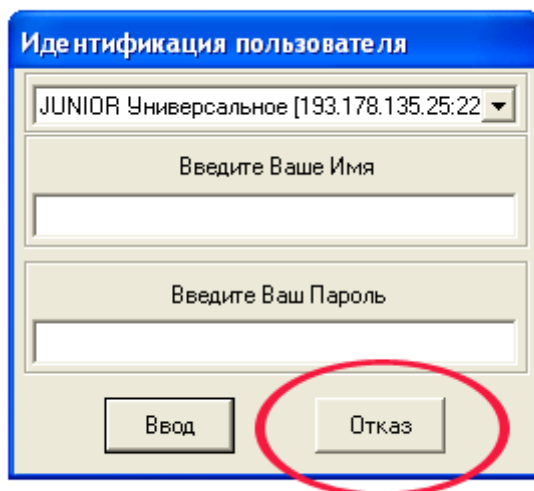 Идентификация пользователя
JUNIOR Универсальное [193.178.135.25:22
Введите Ваше Имя
Введите Ваш Пароль
Ввод
Отказ